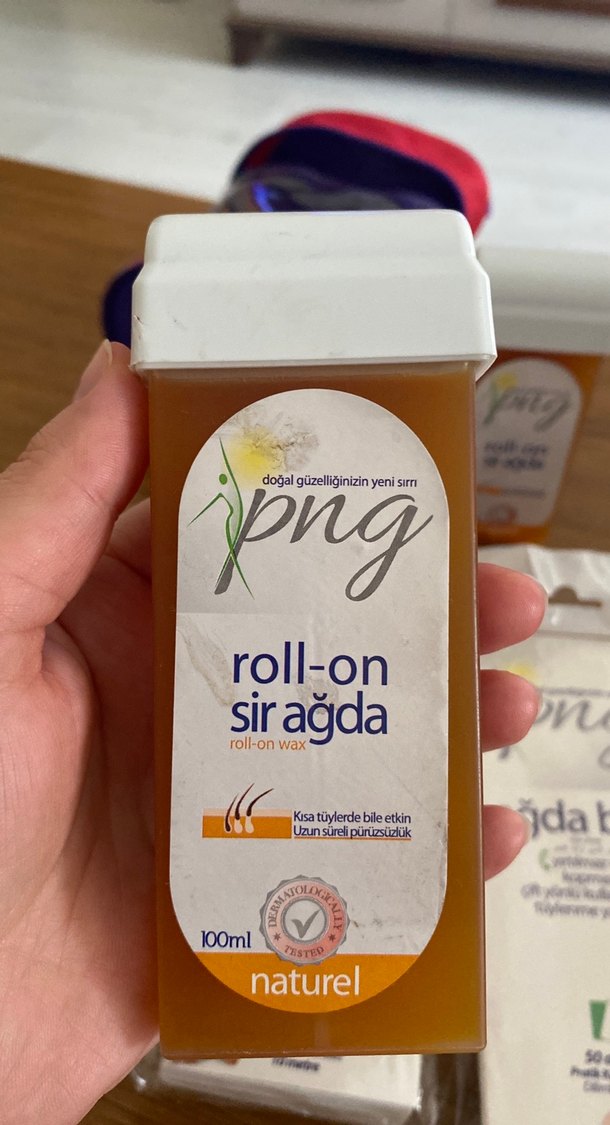 doğal güzelliğinizin yeni sırrı
png
roll-on
sir ağda
roll-on wax
Kısa tüylerde bile etkin
Uzun süreli pürüzsüzlük
DERMATOLOGICALLY
TESTED
100ml
naturel
png
roll-on
sir ağda